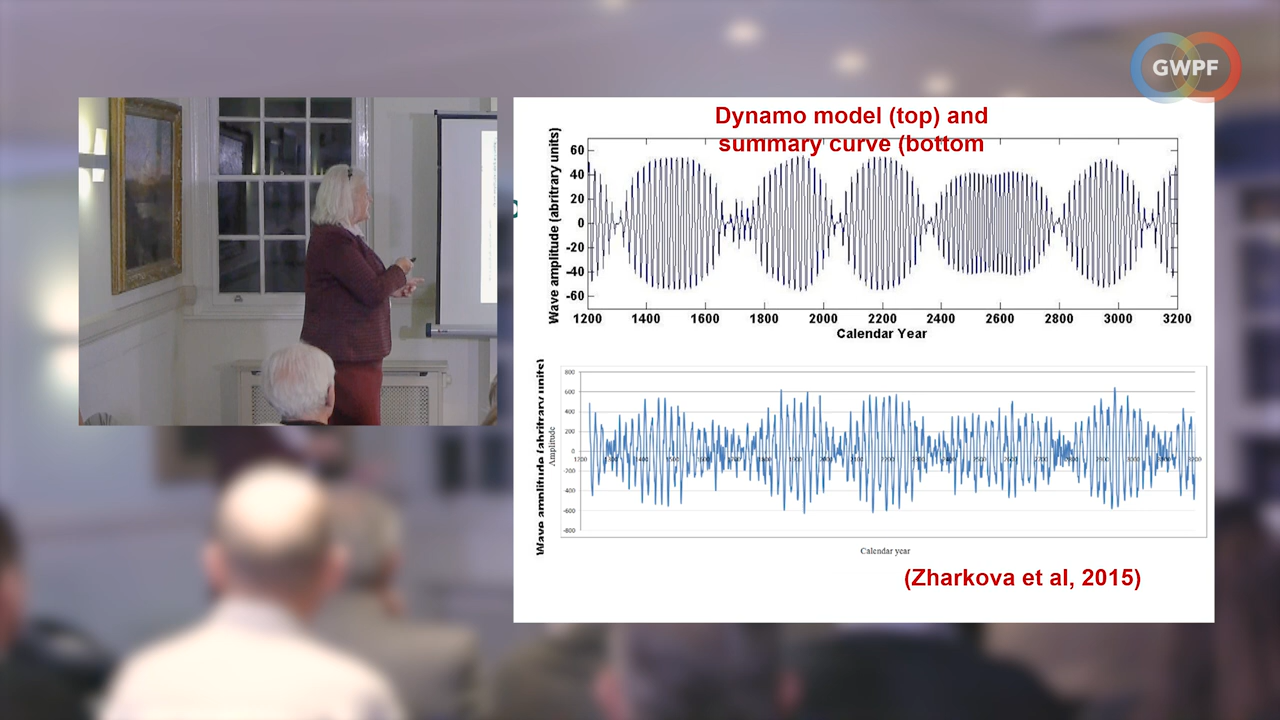 GWPF
Dynamo model (top) and
summary curve (bottom
Wave amplitude (abritrary units)
60
40
20
0
-20
-40
-60
1200 1400 1600 1800 2000 2200 2400 2600 2800 3000 3200
Calendar Year
Wave amplitude (abritrary units)
Amplitude
800
600
400
200
0
-200
-400
-600
-800
Calendar year
(Zharkova et al, 2015)